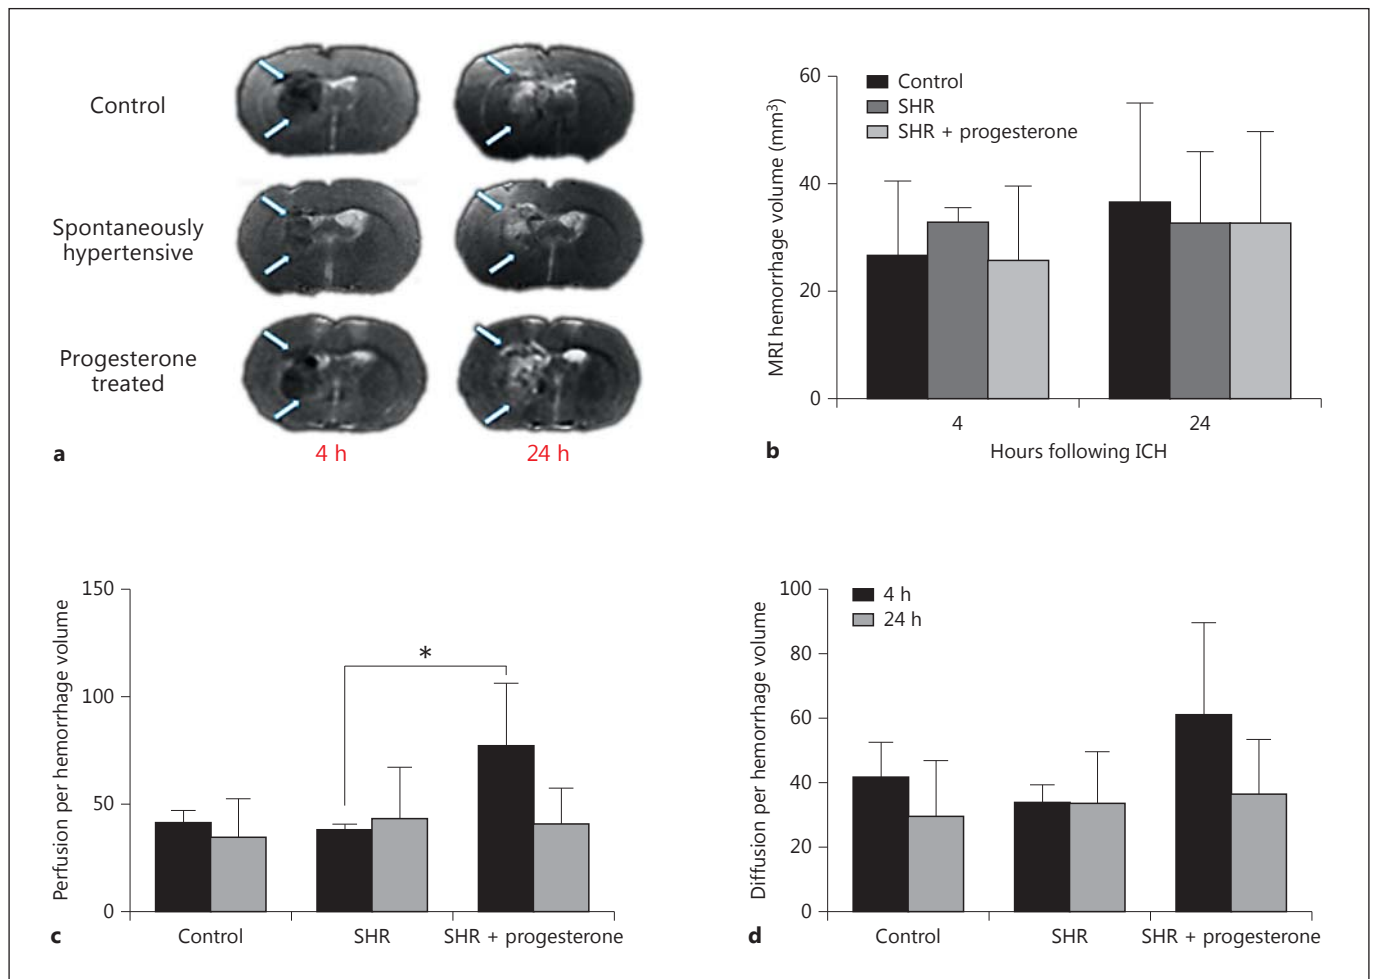 Control
Spontaneously
hypertensive
Progesterone
treated
a
4 h
24 h
MRI hemorrhage volume (mm³)
60
40
20
0
Control
SHR
SHR + progesterone
4
24
b
Hours following ICH
Perfusion per hemorrhage volume
150
100
50
0
*
c
Control
SHR
SHR + progesterone
Diffusion per hemorrhage volume
100
80
60
40
20
0
4 h
24 h
d
Control
SHR
SHR + progesterone